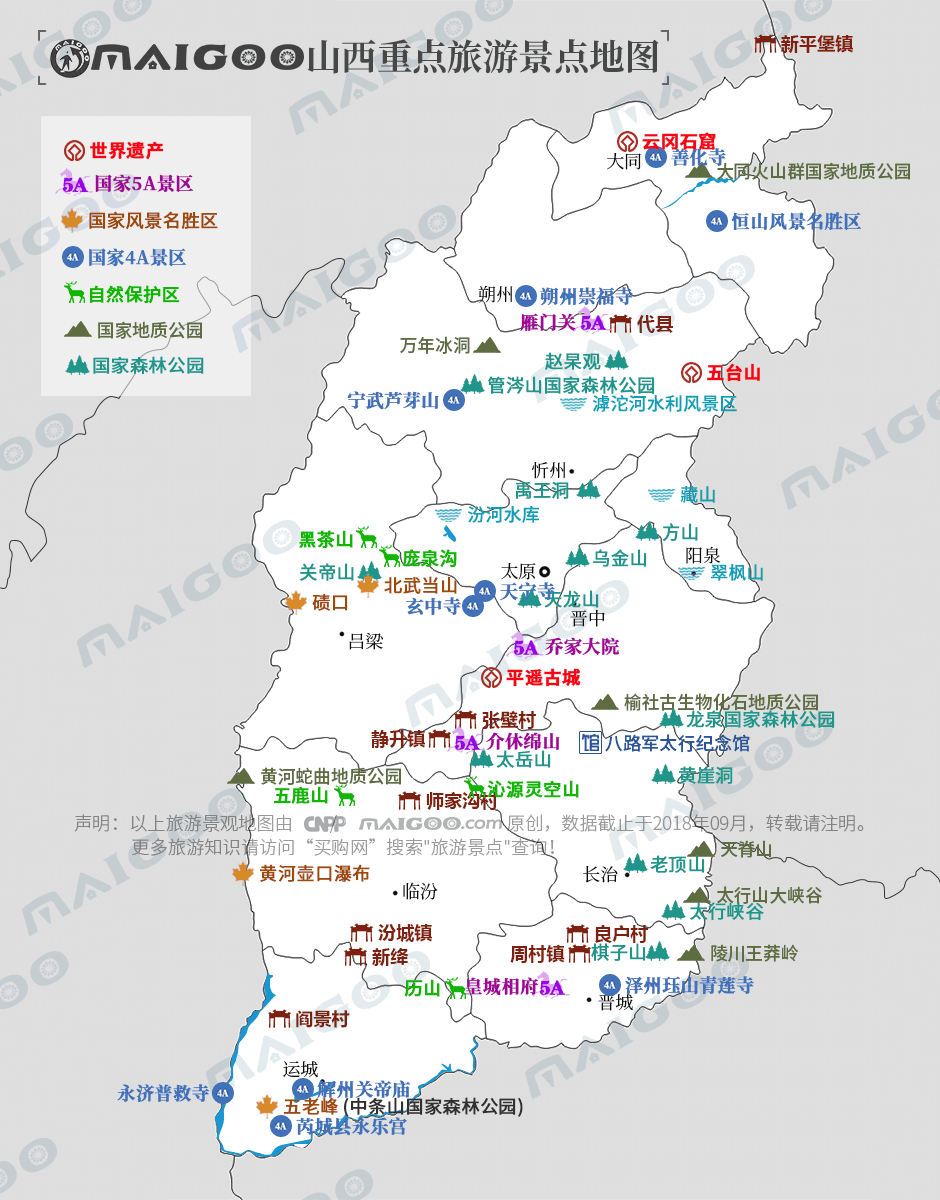 MAIGOO山西重点旅游景点地图
新平堡镇
世界遗产
5A 国家5A景区
国家风景名胜区
4A 国家4A景区
自然保护区
国家地质公园
国家森林公园
云冈石窟
大同 4A 善化寺
大同火山群国家地质公园
4A 恒山风景名胜区
朔州 4A 朔州崇福寺
雁门关 5A 代县
万年冰洞
赵杲观
五台山
管涔山国家森林公园
宁武芦芽山 4A
滹沱河水利风景区
忻州
禹王洞
藏山
汾河水库
方山
黑茶山
庞泉沟
乌金山
阳泉
关帝山
太原
翠枫山
北武当山
4A 天宁寺
碛口
玄中寺 4A
天龙山
晋中
吕梁
5A 乔家大院
平遥古城
榆社古生物化石地质公园
张壁村
龙泉国家森林公园
静升镇
5A 介休绵山
馆 八路军太行纪念馆
太岳山
黄河蛇曲地质公园
黄崖洞
五鹿山
沁源灵空山
师家沟村
声明：以上旅游景观地图由 CNPP MAIGOO.com 原创，数据截止于2018年09月，转载请注明。
更多旅游知识请访问“买购网”搜索"旅游景点"查询！
天脊山
黄河壶口瀑布
长治
老顶山
临汾
太行山大峡谷
太行峡谷
汾城镇
良户村
新绛
周村镇
棋子山
陵川王莽岭
历山
皇城相府 5A
4A 泽州珏山青莲寺
晋城
阎景村
运城
永济普救寺 4A
4A 解州关帝庙
五老峰 (中条山国家森林公园)
4A 芮城县永乐宫